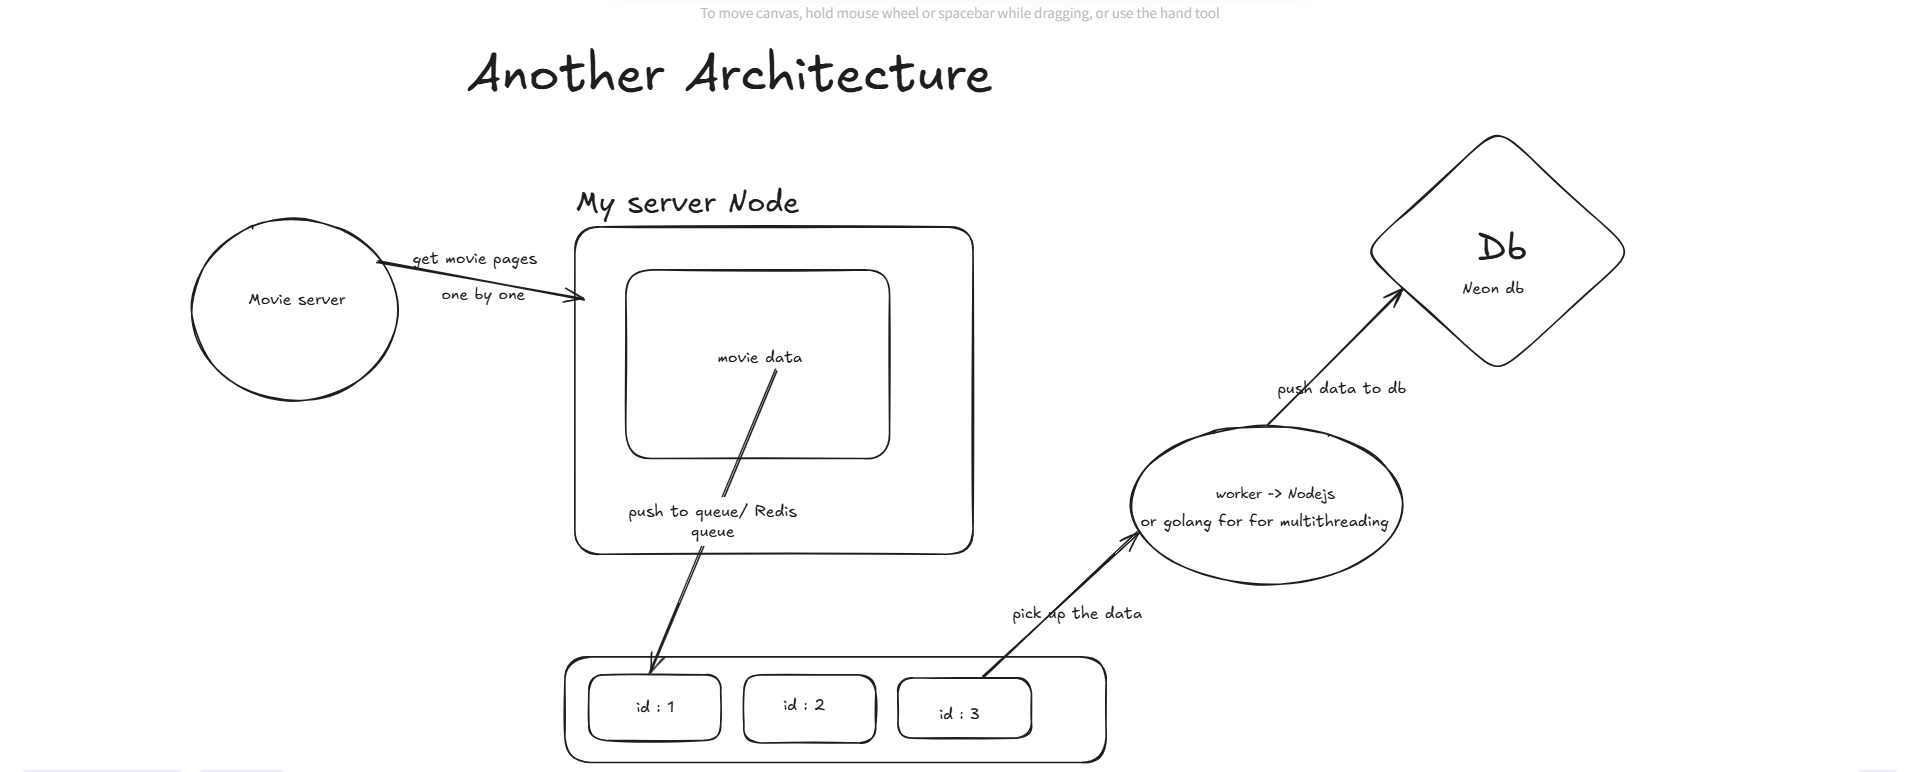 To move canvas, hold mouse wheel or spacebar while dragging, or use the hand tool
Another Architecture
My server Node
Movie server
get movie pages
one by one
movie data
push to queue/ Redis
queue
id : 1
id : 2
id : 3
pick up the data
worker -> Nodejs
or golang for for multithreading
push data to db
Db
Neon db